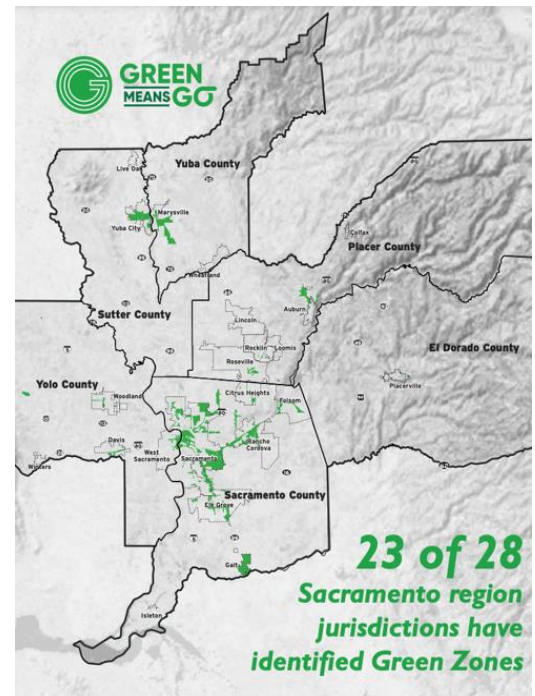 GREEN
MEANS GO
Yuba County
Live Oak
Marysville
Yuba City
Colfax
Placer County
Wheatland
Auburn
Sutter County
Lincoln
Rocklin Loomis
El Dorado County
Roseville
Yolo County
Woodland
Citrus Heights
Placerville
Folsom
Davis
West
Sacramento
Sacramento
Rancho
Cordova
Winters
Sacramento County
Elk Grove
Galt
Isleton
23 of 28
Sacramento region
jurisdictions have
identified Green Zones